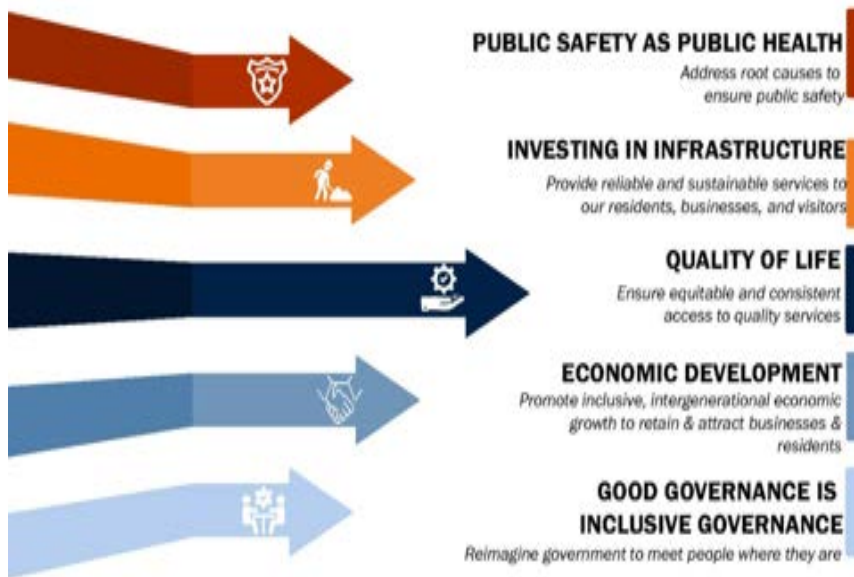 PUBLIC SAFETY AS PUBLIC HEALTH
Address root causes to
ensure public safety
INVESTING IN INFRASTRUCTURE
Provide reliable and sustainable services to
our residents, businesses, and visitors
QUALITY OF LIFE
Ensure equitable and consistent
access to quality services
ECONOMIC DEVELOPMENT
Promote inclusive, intergenerational economic
growth to retain & attract businesses &
residents
GOOD GOVERNANCE IS
INCLUSIVE GOVERNANCE
Reimagine government to meet people where they are